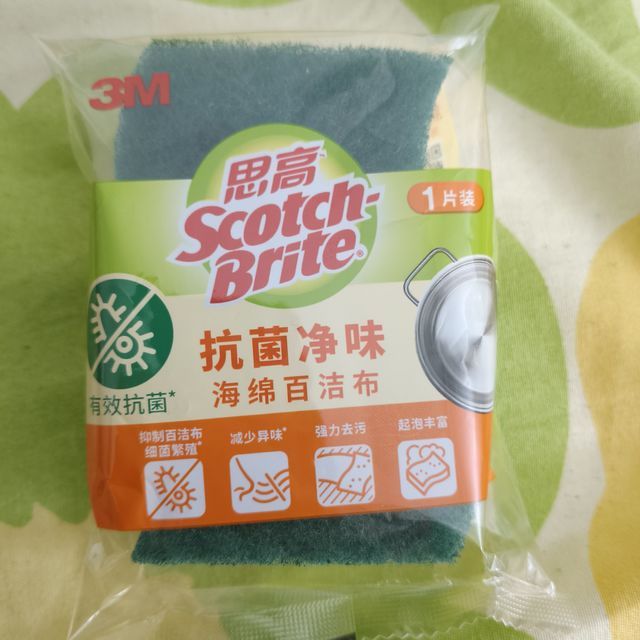 3M
思高
Scotch-
Brite®
1片装
抗菌净味
海绵百洁布
有效抗菌*
抑制百洁布
细菌繁殖*
减少异味*
强力去污
起泡丰富